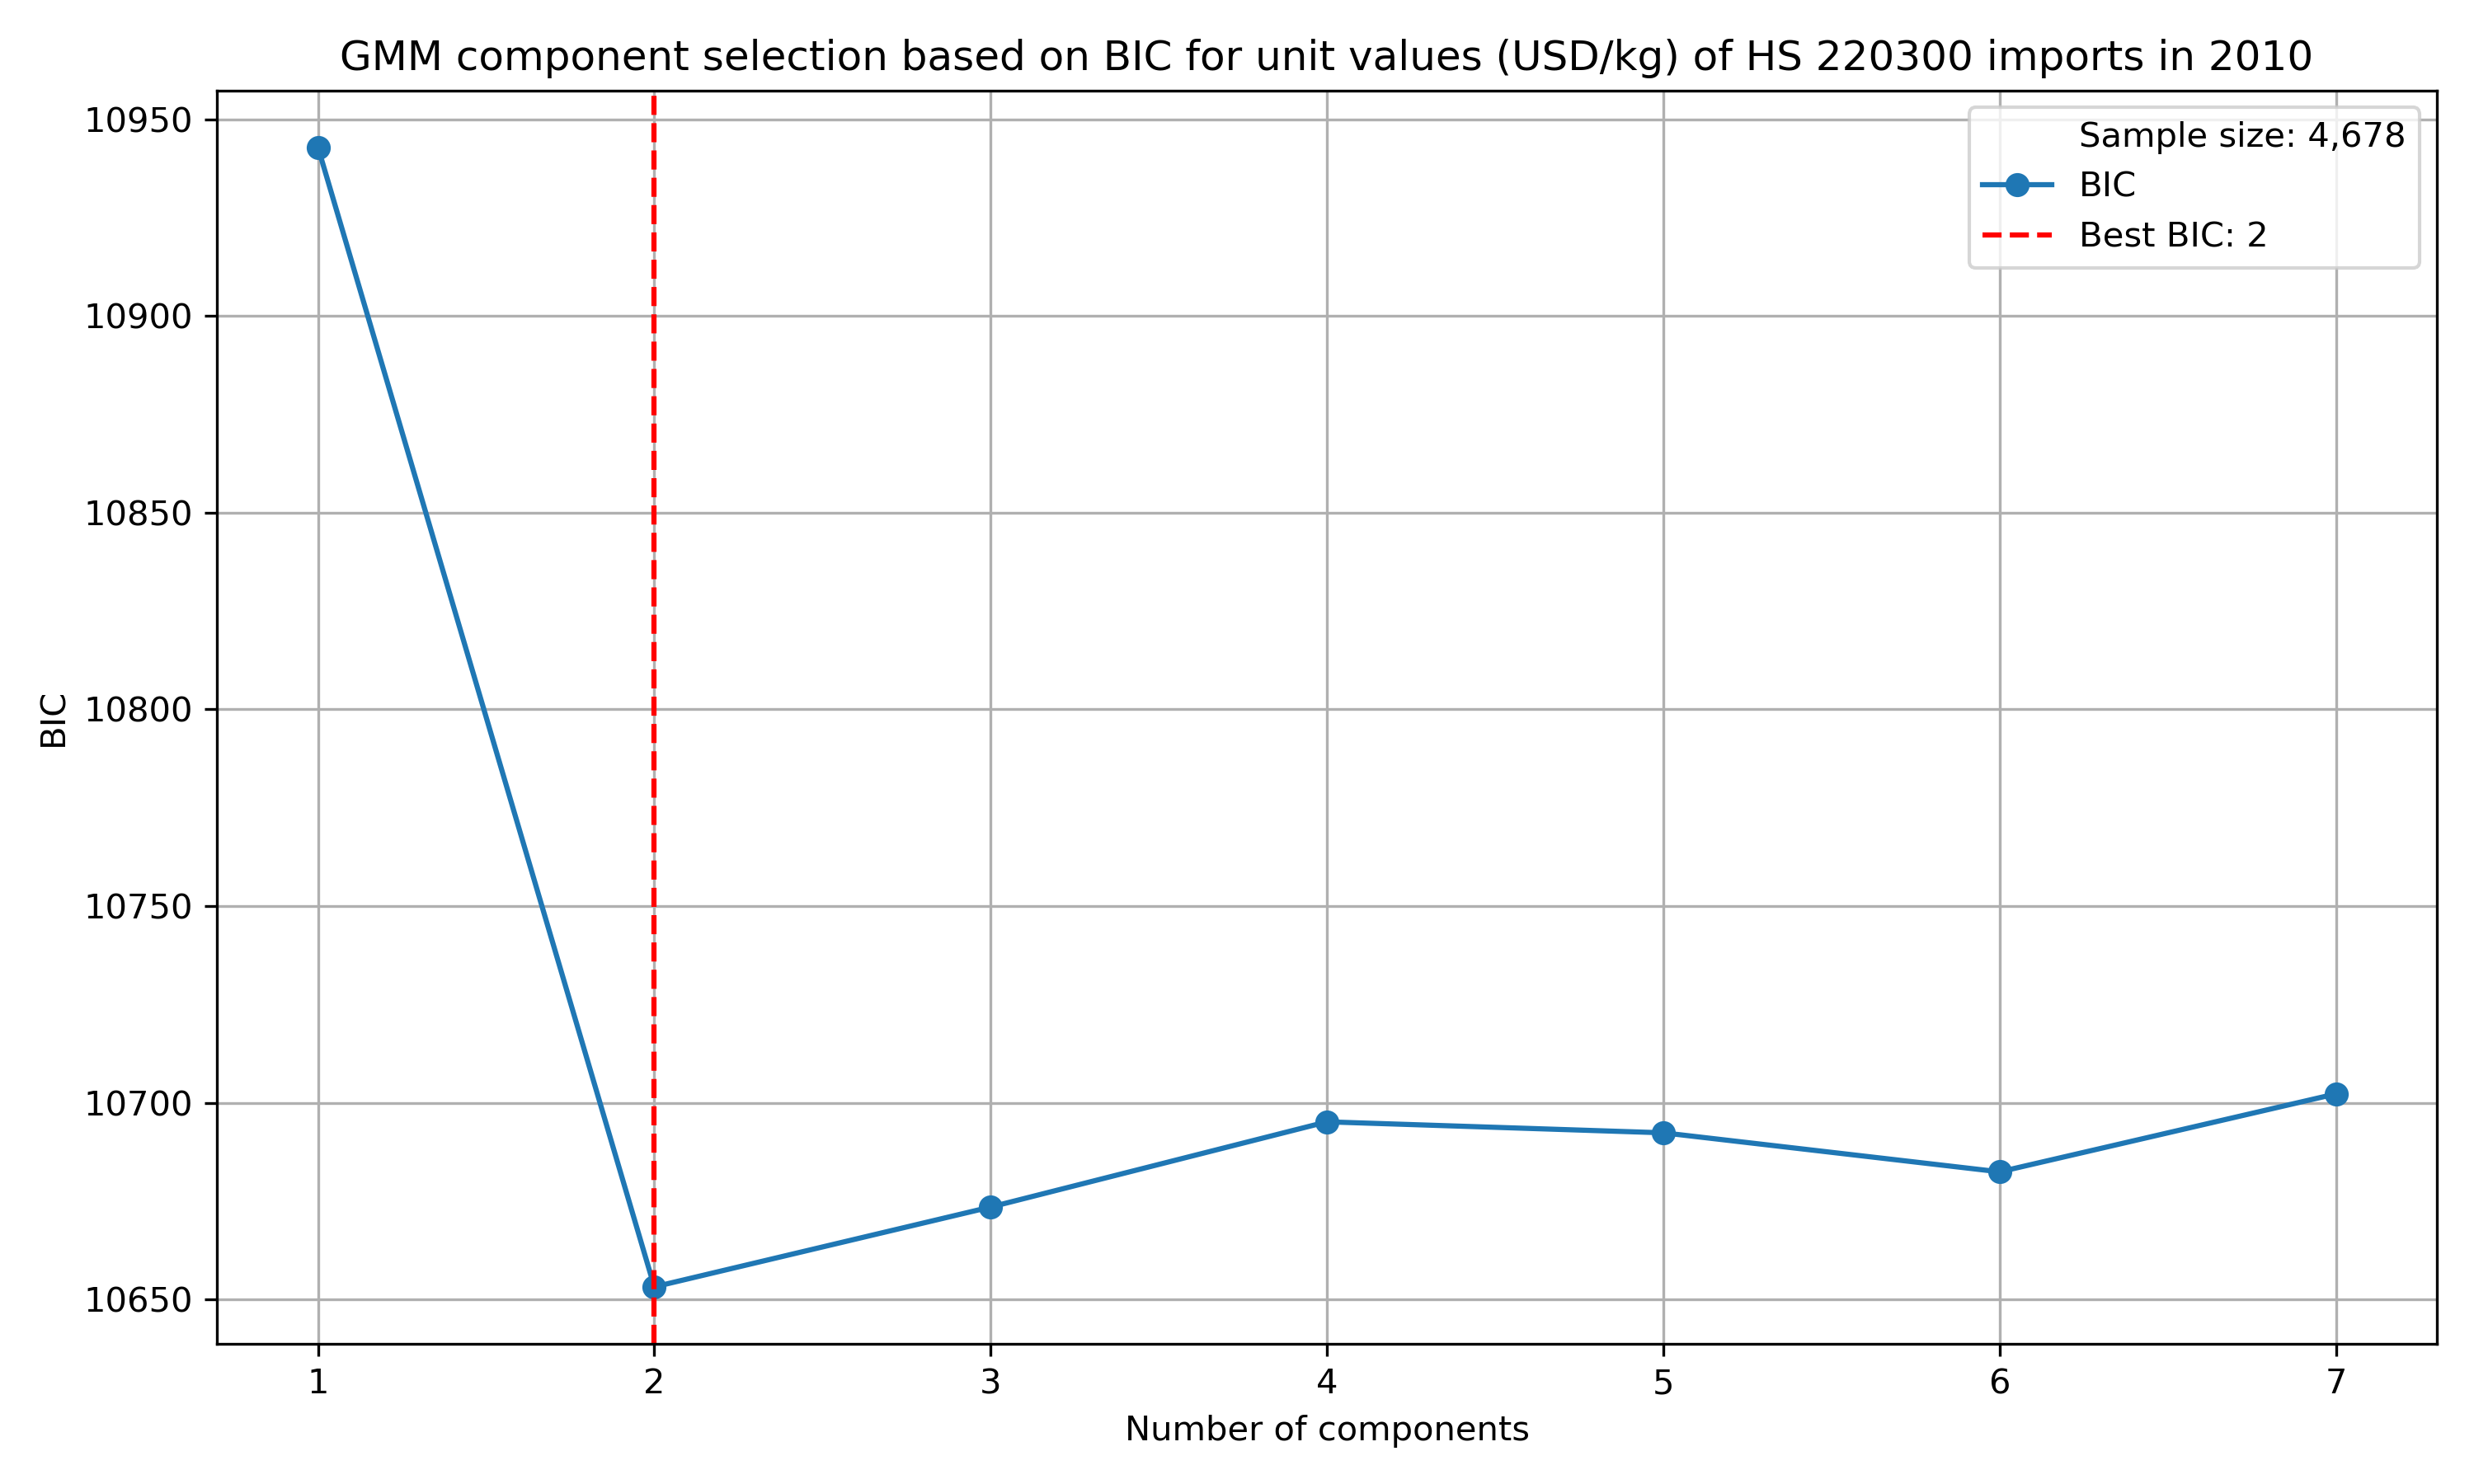 GMM component selection based on BIC for unit values (USD/kg) of HS 220300 imports in 2010
Sample size: 4,678
BIC
Best BIC: 2
BIC
10950
10900
10850
10800
10750
10700
10650
1 2 3 4 5 6 7
Number of components